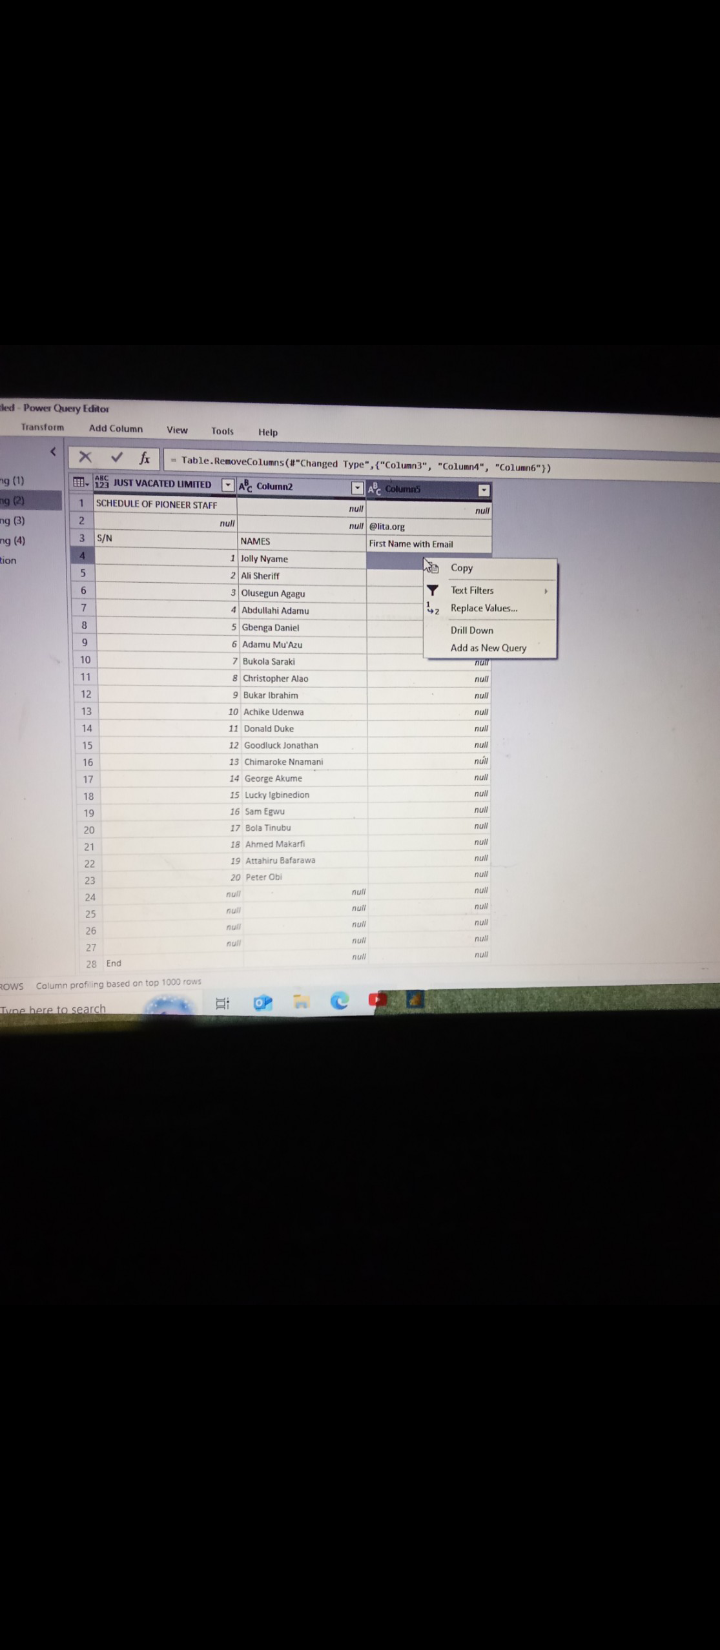 led - Power Query Editor
Transform Add Column View Tools Help
= Table.RemoveColumns(#"Changed Type",{"Column3", "Column4", "Column6"})
ng (1)
ng (2)
ng (3)
ng (4)
tion
ABC 123 JUST VACATED LIMITED ABC Column2 ABC Column5
1 SCHEDULE OF PIONEER STAFF null null
2 null null @lita.org
3 S/N NAMES First Name with Email
4 1 Jolly Nyame
5 2 Ali Sheriff
6 3 Olusegun Agagu
7 4 Abdullahi Adamu
8 5 Gbenga Daniel
9 6 Adamu Mu'Azu
10 7 Bukola Saraki null
11 8 Christopher Alao null
12 9 Bukar Ibrahim null
13 10 Achike Udenwa null
14 11 Donald Duke null
15 12 Goodluck Jonathan null
16 13 Chimaroke Nnamani null
17 14 George Akume null
18 15 Lucky Igbinedion null
19 16 Sam Egwu null
20 17 Bola Tinubu null
21 18 Ahmed Makarfi null
22 19 Attahiru Bafarawa null
23 20 Peter Obi null
24 null null null
25 null null null
26 null null null
27 null null null
28 End null null
Copy
Text Filters
Replace Values...
Drill Down
Add as New Query
ROWS Column profiling based on top 1000 rows
Type here to search